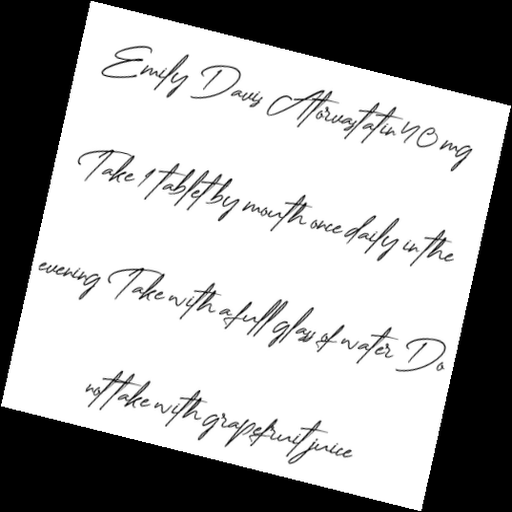 Emily Davis Atorvastatin 40 mg
Take 1 tablet by mouth once daily in the
evening Take with a full glass of water Do
not take with grapefruit juice